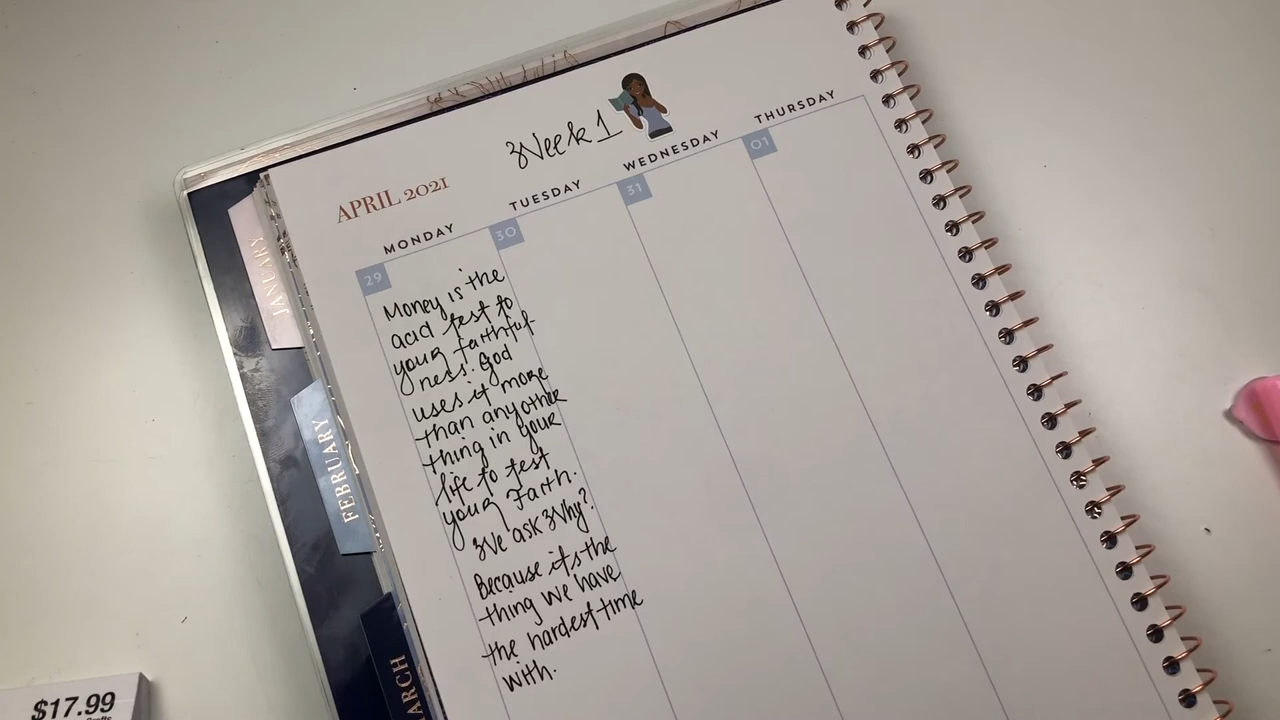 Week 1
APRIL 2021
MONDAY TUESDAY WEDNESDAY THURSDAY
29 30 31 01
Money is the
acid test to
your faithful-
ness. God
uses it more
than any other
thing in your
life to test
your Faith.
We ask Why?
Because it's the
thing we have
the hardest time
with.
JANUARY
FEBRUARY
MARCH
$17.99